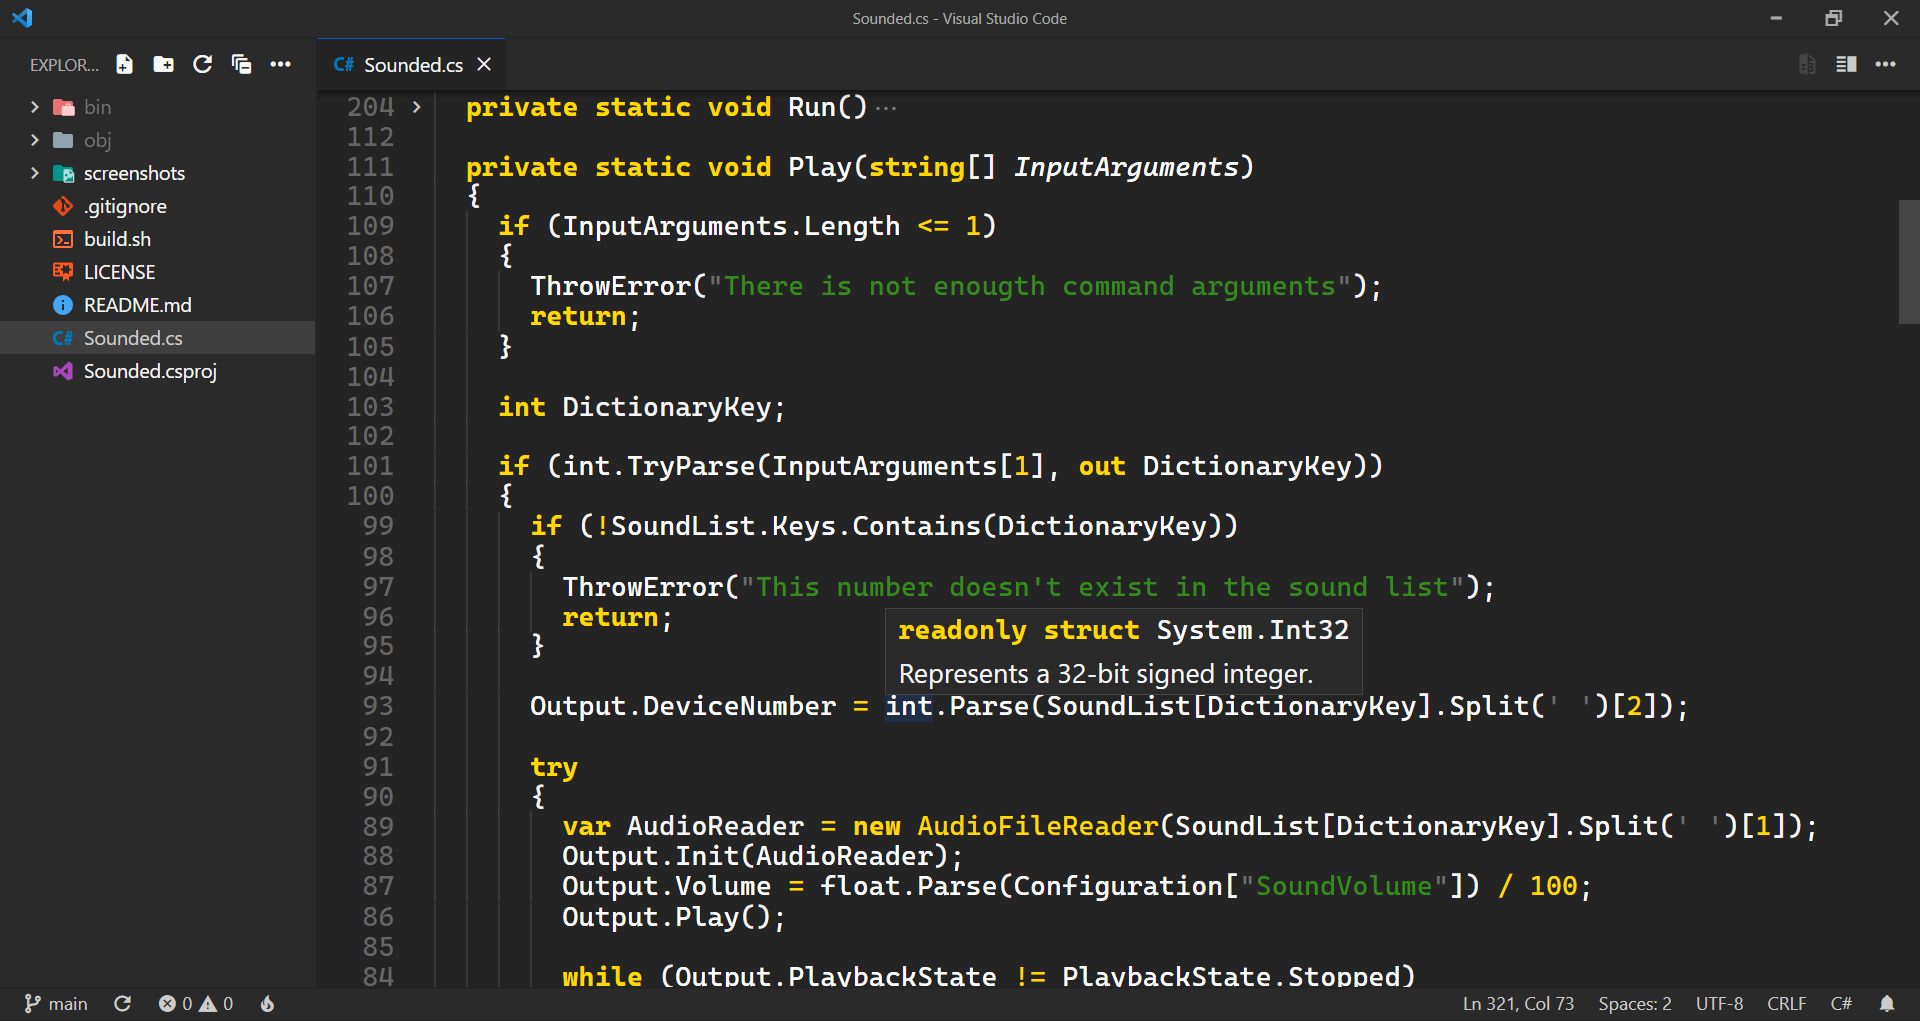 Sounded.cs - Visual Studio Code
EXPLOR...
C# Sounded.cs
bin
obj
screenshots
.gitignore
build.sh
LICENSE
README.md
C# Sounded.cs
Sounded.csproj
204 private static void Run()···
112
111 private static void Play(string[] InputArguments)
110 {
109 if (InputArguments.Length <= 1)
108 {
107 ThrowError("There is not enougth command arguments");
106 return;
105 }
104
103 int DictionaryKey;
102
101 if (int.TryParse(InputArguments[1], out DictionaryKey))
100 {
99 if (!SoundList.Keys.Contains(DictionaryKey))
98 {
97 ThrowError("This number doesn't exist in the sound list");
96 return;
95 }
94
readonly struct System.Int32
Represents a 32-bit signed integer.
93 Output.DeviceNumber = int.Parse(SoundList[DictionaryKey].Split(' ')[2]);
92
91 try
90 {
89 var AudioReader = new AudioFileReader(SoundList[DictionaryKey].Split(' ')[1]);
88 Output.Init(AudioReader);
87 Output.Volume = float.Parse(Configuration["SoundVolume"]) / 100;
86 Output.Play();
85
84 while (Output.PlaybackState != PlaybackState.Stopped)
main 0 0 Ln 321, Col 73 Spaces: 2 UTF-8 CRLF C#